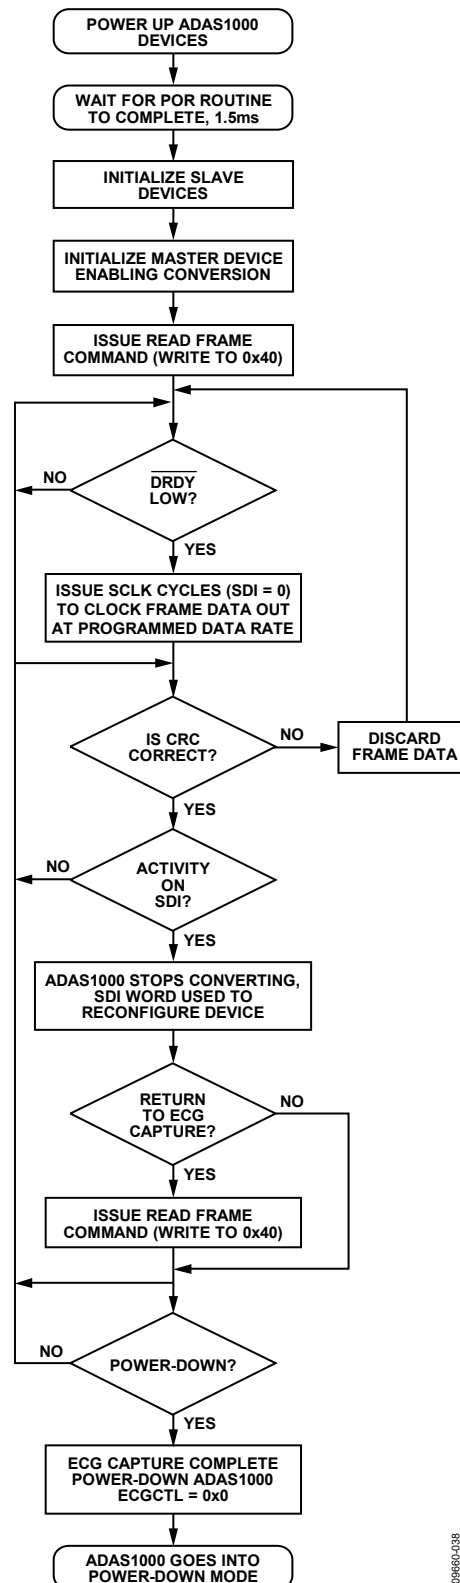 POWER UP ADAS1000
DEVICES
WAIT FOR POR ROUTINE
TO COMPLETE, 1.5ms
INITIALIZE SLAVE
DEVICES
INITIALIZE MASTER DEVICE
ENABLING CONVERSION
ISSUE READ FRAME
COMMAND (WRITE TO 0x40)
NO
DRDY
LOW?
YES
ISSUE SCLK CYCLES (SDI = 0)
TO CLOCK FRAME DATA OUT
AT PROGRAMMED DATA RATE
IS CRC
CORRECT?
NO
DISCARD
FRAME DATA
YES
NO
ACTIVITY
ON
SDI?
YES
ADAS1000 STOPS CONVERTING,
SDI WORD USED TO
RECONFIGURE DEVICE
RETURN
TO ECG
CAPTURE?
NO
YES
ISSUE READ FRAME
COMMAND (WRITE TO 0x40)
NO
POWER-DOWN?
YES
ECG CAPTURE COMPLETE
POWER-DOWN ADAS1000
ECGCTL = 0x0
ADAS1000 GOES INTO
POWER-DOWN MODE
09660-038